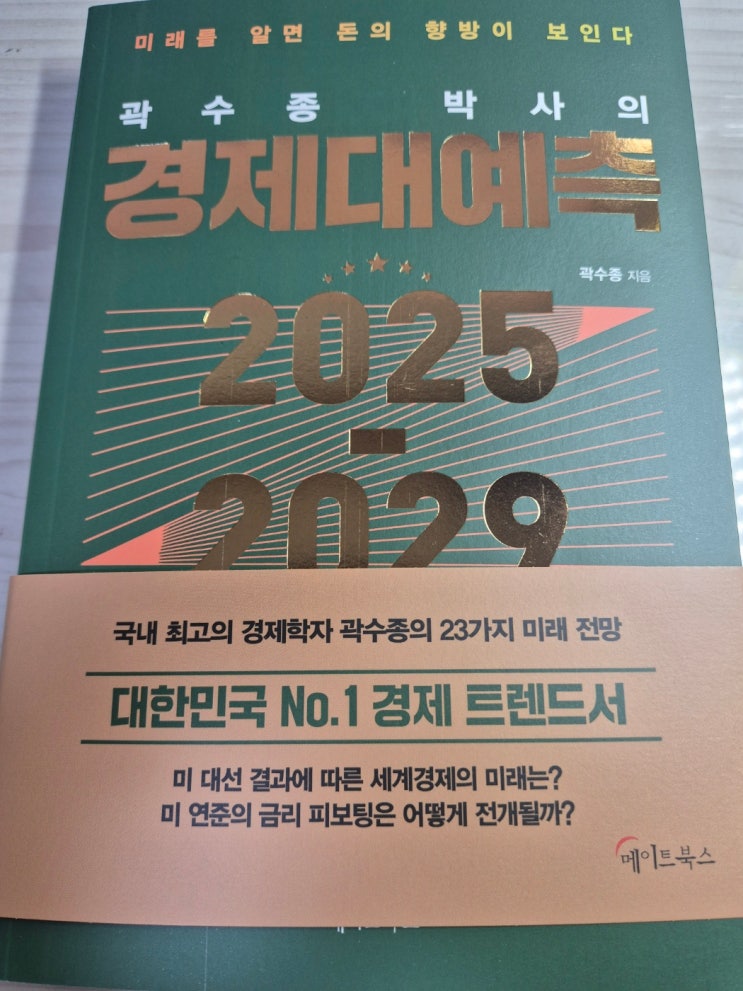 미래를 알면 돈의 향방이 보인다
곽수종 박사의
경제대예측
곽수종 지음
2025
-
2029
국내 최고의 경제학자 곽수종의 23가지 미래 전망
대한민국 No.1 경제 트렌드서
미 대선 결과에 따른 세계경제의 미래는?
미 연준의 금리 피보팅은 어떻게 전개될까?
메이트북스